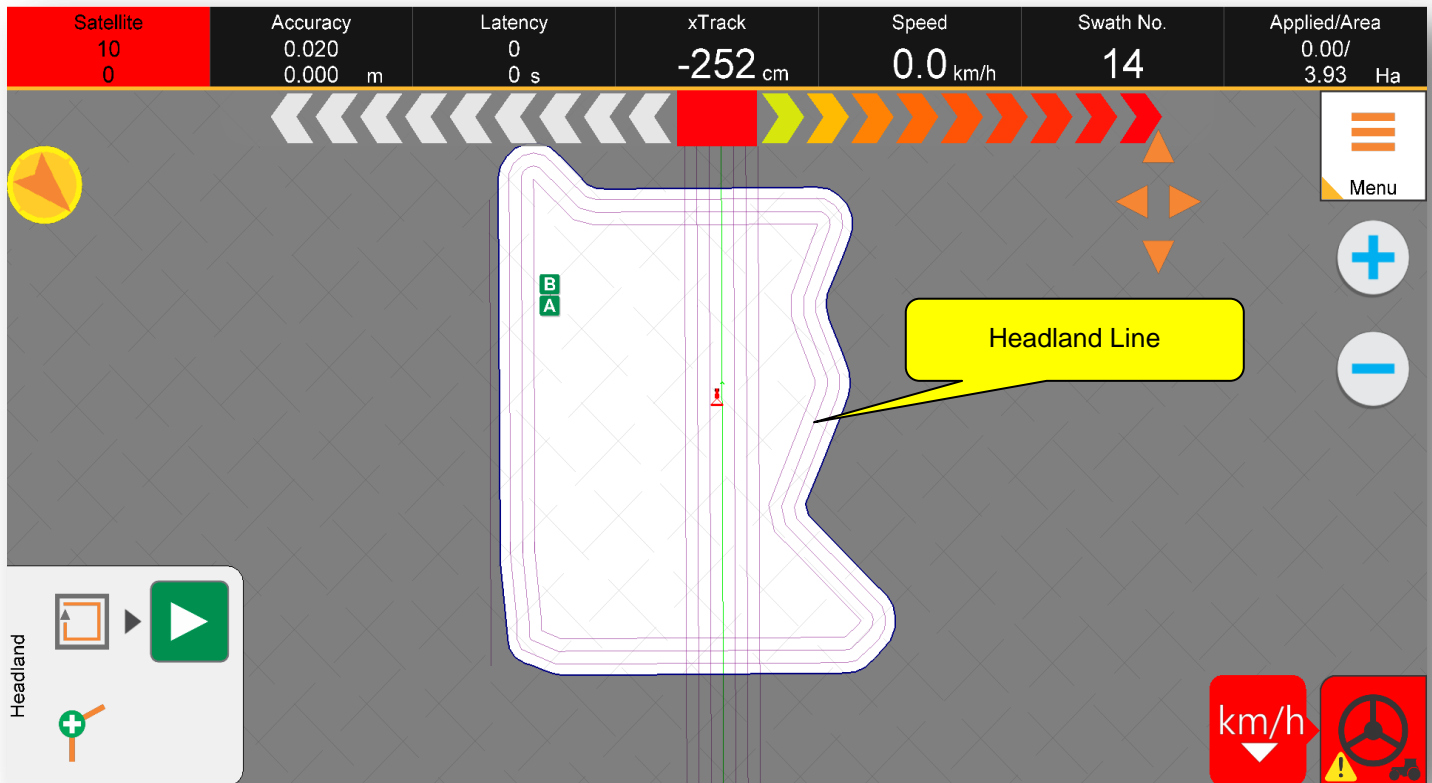 Satellite
10
0
Accuracy
0.020
0.000 m
Latency
0
0 s
xTrack
-252 cm
Speed
0.0 km/h
Swath No.
14
Applied/Area
0.00/
3.93 Ha
Menu
B
A
Headland Line
Headland
km/h